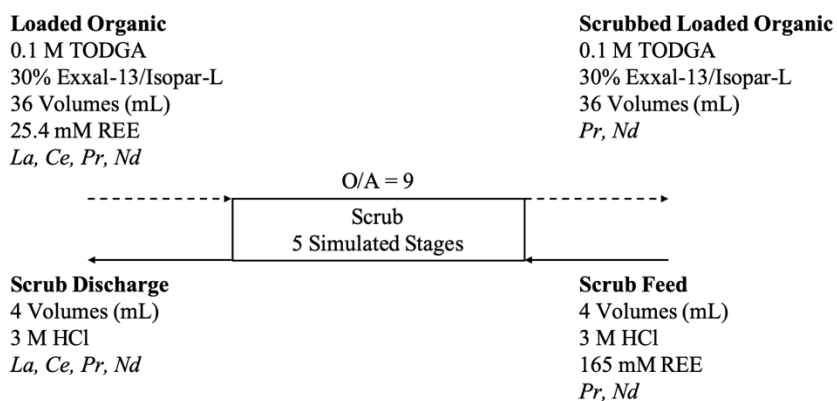 Loaded Organic
0.1 M TODGA
30% Exxal-13/Isopar-L
36 Volumes (mL)
25.4 mM REE
La, Ce, Pr, Nd
Scrubbed Loaded Organic
0.1 M TODGA
30% Exxal-13/Isopar-L
36 Volumes (mL)
Pr, Nd
O/A = 9
Scrub
5 Simulated Stages
Scrub Discharge
4 Volumes (mL)
3 M HCl
La, Ce, Pr, Nd
Scrub Feed
4 Volumes (mL)
3 M HCl
165 mM REE
Pr, Nd